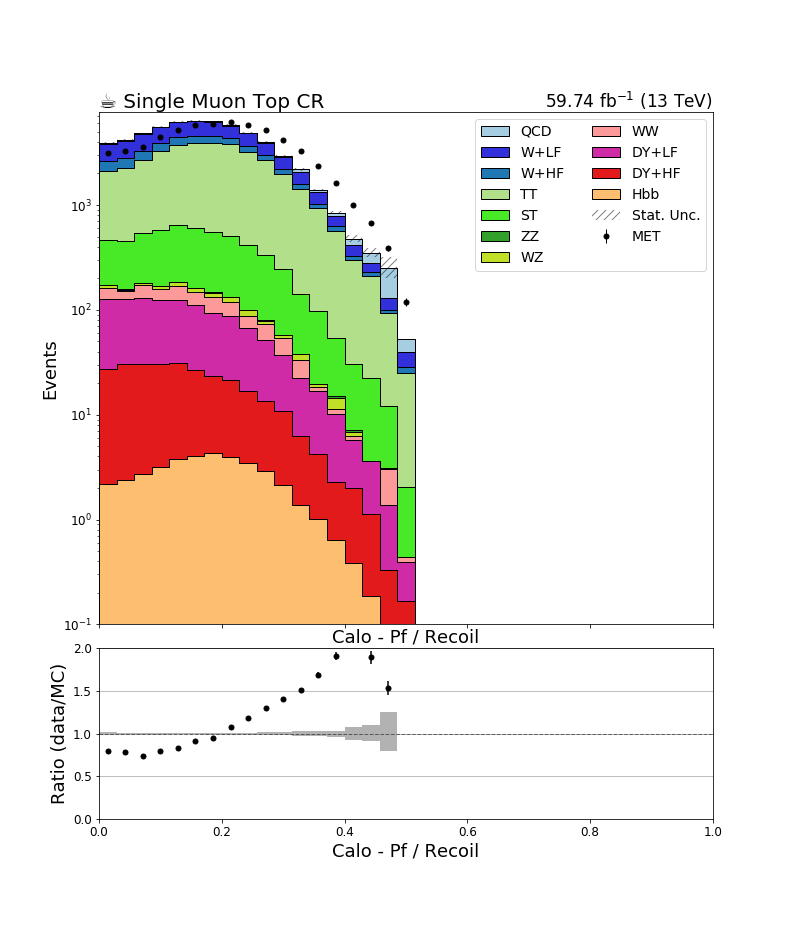 ☕ Single Muon Top CR
59.74 fb⁻¹ (13 TeV)
QCD
W+LF
W+HF
TT
ST
ZZ
WZ
WW
DY+LF
DY+HF
Hbb
Stat. Unc.
MET
Events
10³
10²
10¹
10⁰
10⁻¹
Calo - Pf / Recoil
Ratio (data/MC)
2.0
1.5
1.0
0.5
0.0
0.0 0.2 0.4 0.6 0.8 1.0
Calo - Pf / Recoil